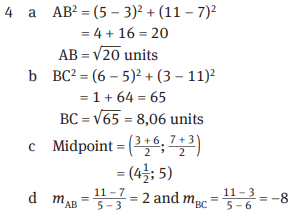 4 a AB² = (5 – 3)² + (11 – 7)²
= 4 + 16 = 20
AB = √20 units
b BC² = (6 – 5)² + (3 – 11)²
= 1 + 64 = 65
BC = √65 = 8,06 units
c Midpoint = (3 + 6 / 2 ; 7 + 3 / 2)
= (4½; 5)
d m_AB = 11 – 7 / 5 – 3 = 2 and m_BC = 11 – 3 / 5 – 6 = –8